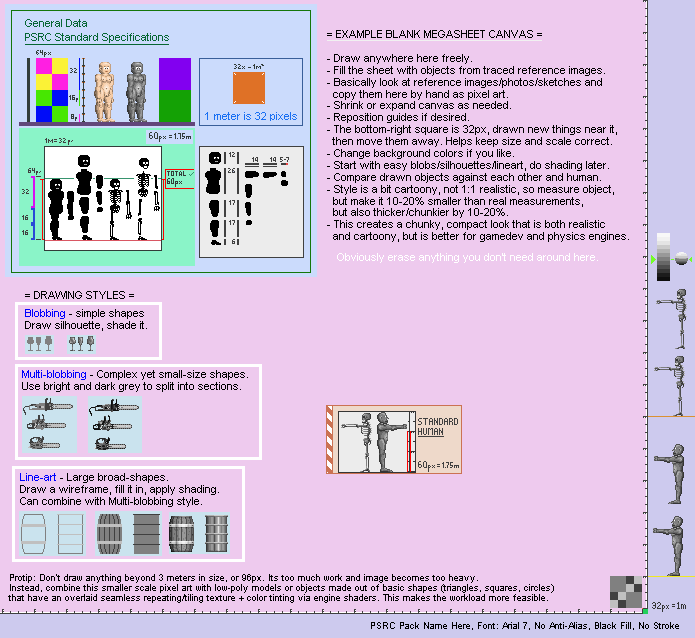 General Data
PSRC Standard Specifications
64px
32
16px
8px
32x = 1m²
1 meter is 32 pixels
1M=32px
60px = 1.75m
64px
32
16
16
TOTAL
60px
12
26
17
6
14
14
5-7
= EXAMPLE BLANK MEGASHEET CANVAS =
- Draw anywhere here freely.
- Fill the sheet with objects from traced reference images.
- Basically look at reference images/photos/sketches and
copy them here by hand as pixel art.
- Shrink or expand canvas as needed.
- Reposition guides if desired.
- The bottom-right square is 32px, drawn new things near it,
then move them away. Helps keep size and scale correct.
- Change background colors if you like.
- Start with easy blobs/silhouettes/lineart, do shading later.
- Compare drawn objects against each other and human.
- Style is a bit cartoony, not 1:1 realistic, so measure object,
but make it 10-20% smaller than real measurements,
but also thicker/chunkier by 10-20%.
- This creates a chunky, compact look that is both realistic
and cartoony, but is better for gamedev and physics engines.
Obviously erase anything you don't need around here.
= DRAWING STYLES =
Blobbing - simple shapes
Draw silhouette, shade it.
Multi-blobbing - Complex yet small-size shapes.
Use bright and dark grey to split into sections.
Line-art - Large broad-shapes.
Draw a wireframe, fill it in, apply shading.
Can combine with Multi-blobbing style.
STANDARD
HUMAN
60px = 1.75m
Protip: Don't draw anything beyond 3 meters in size, or 96px. Its too much work and image becomes too heavy.
Instead, combine this smaller scale pixel art with low-poly models or objects made out of basic shapes (triangles, squares, circles)
that have an overlaid seamless repeating/tiling texture + color tinting via engine shaders. This makes the workload more feasible.
32px =1m
PSRC Pack Name Here, Font: Arial 7, No Anti-Alias, Black Fill, No Stroke